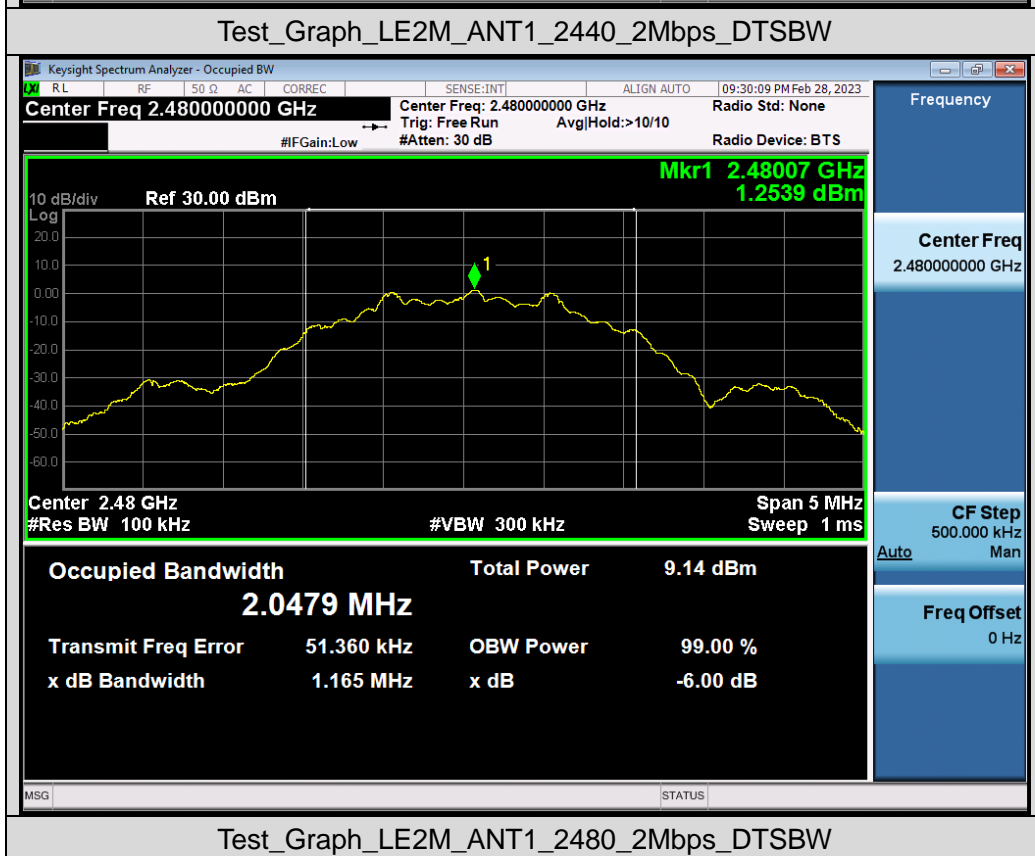 Test_Graph_LE2M_ANT1_2440_2Mbps_DTSBW
Keysight Spectrum Analyzer - Occupied BW
LXI RL RF 50 Ω AC CORREC SENSE:INT ALIGN AUTO 09:30:09 PM Feb 28, 2023
Center Freq 2.480000000 GHz Center Freq: 2.480000000 GHz Radio Std: None
Trig: Free Run Avg|Hold:>10/10
#IFGain:Low #Atten: 30 dB Radio Device: BTS
Frequency
Mkr1 2.48007 GHz
1.2539 dBm
10 dB/div Ref 30.00 dBm
Log
20.0
10.0
0.00
-10.0
-20.0
-30.0
-40.0
-50.0
-60.0
1
Center 2.48 GHz Span 5 MHz
#Res BW 100 kHz #VBW 300 kHz Sweep 1 ms
Center Freq
2.480000000 GHz
CF Step
500.000 kHz
Auto Man
Freq Offset
0 Hz
Occupied Bandwidth Total Power 9.14 dBm
2.0479 MHz
Transmit Freq Error 51.360 kHz OBW Power 99.00 %
x dB Bandwidth 1.165 MHz x dB -6.00 dB
MSG STATUS
Test_Graph_LE2M_ANT1_2480_2Mbps_DTSBW